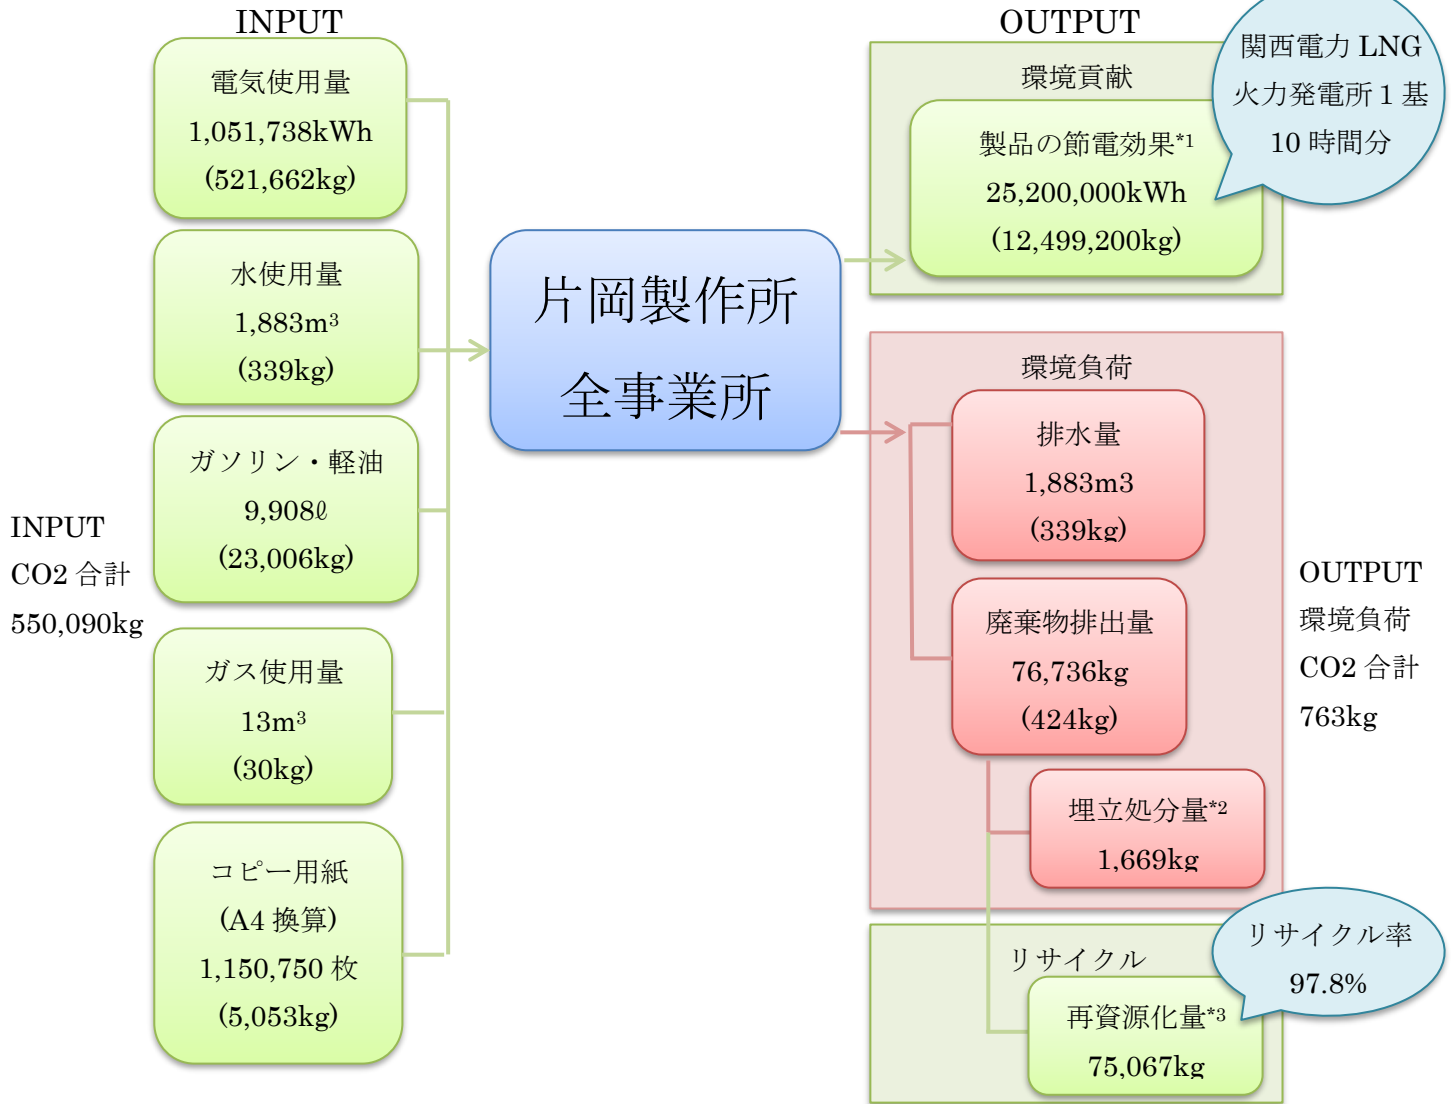 INPUT
電気使用量
1,051,738kWh
(521,662kg)
水使用量
1,883m³
(339kg)
ガソリン・軽油
9,908ℓ
(23,006kg)
ガス使用量
13m³
(30kg)
コピー用紙
(A4 換算)
1,150,750 枚
(5,053kg)
INPUT
CO2 合計
550,090kg
片岡製作所
全事業所
OUTPUT
環境貢献
製品の節電効果*1
25,200,000kWh
(12,499,200kg)
関西電力 LNG
火力発電所 1 基
10 時間分
環境負荷
排水量
1,883m3
(339kg)
廃棄物排出量
76,736kg
(424kg)
埋立処分量*2
1,669kg
OUTPUT
環境負荷
CO2 合計
763kg
リサイクル
再資源化量*3
75,067kg
リサイクル率
97.8%